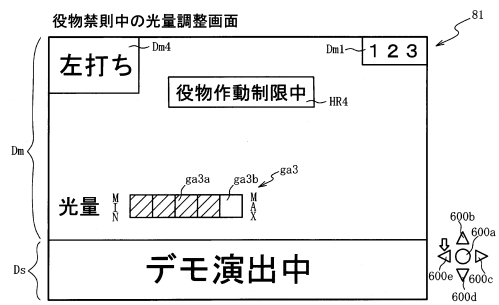 役物禁則中の光量調整画面
81
Dm4
Dm1
左打ち
123
役物作動制限中
HR4
Dm
ga3a
ga3b
ga3
光量
MIN
MAX
600b
600a
600e
600c
600d
Ds
デモ演出中